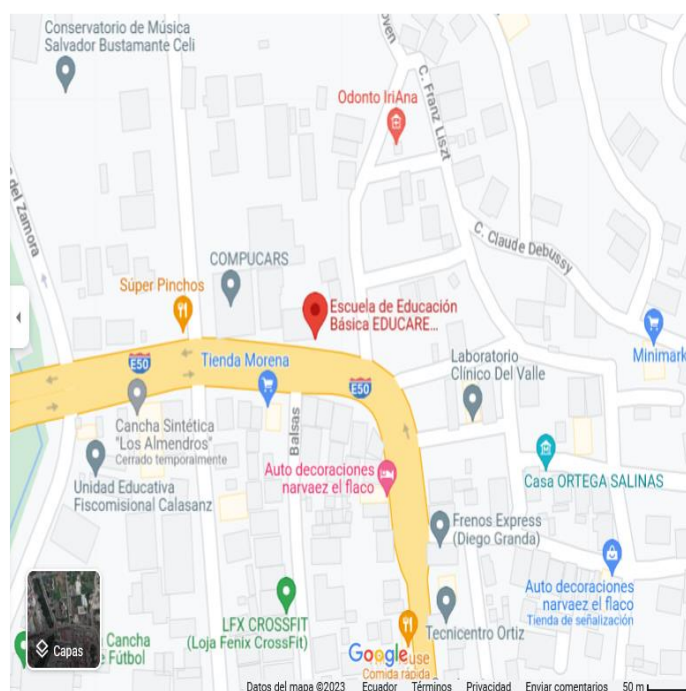 Conservatorio de Música
Salvador Bustamante Celi
oven
C. Franz Liszt
Odonto IriAna
del Zamora
C. Claude Debussy
COMPUCARS
Súper Pinchos
Escuela de Educación
Básica EDUCARE...
Minimark
E50
Tienda Morena
E50
Laboratorio
Clínico Del Valle
Cancha Sintética
"Los Almendros"
Cerrado temporalmente
Balsas
Auto decoraciones
narvaez el flaco
Casa ORTEGA SALINAS
Unidad Educativa
Fiscomisional Calasanz
Frenos Express
(Diego Granda)
Auto decoraciones
narvaez el flaco
Tienda de señalización
LFX CROSSFIT
(Loja Fenix CrossFit)
Tecnicentro Ortiz
Capas
Cancha
e Fútbol
Google
use
Comida rápida
Datos del mapa ©2023 Ecuador Términos Privacidad Enviar comentarios 50 m